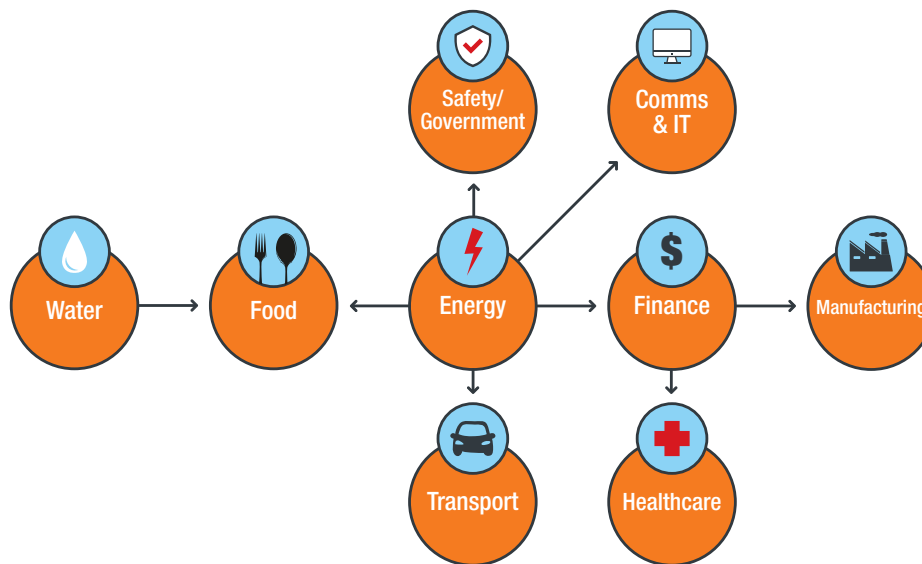 Safety/
Government
Comms
& IT
Water
Food
Energy
$
Finance
Manufacturing
Transport
Healthcare